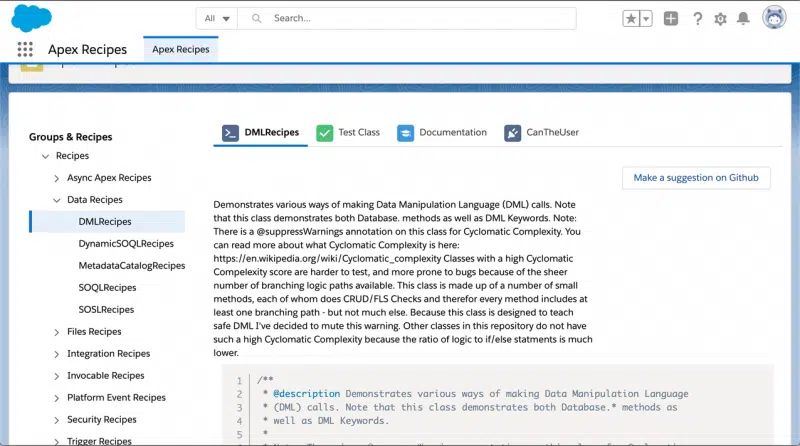 All
Search...
Apex Recipes
Apex Recipes
Groups & Recipes
Recipes
Async Apex Recipes
Data Recipes
DMLRecipes
DynamicSOQLRecipes
MetadataCatalogRecipes
SOQLRecipes
SOSLRecipes
Files Recipes
Integration Recipes
Invocable Recipes
Platform Event Recipes
Security Recipes
Trigger Recipes
DMLRecipes
Test Class
Documentation
CanTheUser
Make a suggestion on Github
Demonstrates various ways of making Data Manipulation Language (DML) calls. Note
that this class demonstrates both Database. methods as well as DML Keywords. Note:
There is a @suppressWarnings annotation on this class for Cyclomatic Complexity. You
can read more about what Cyclomatic Complexity is here:
https://en.wikipedia.org/wiki/Cyclomatic_complexity Classes with a high Cyclomatic
Compelexity score are harder to test, and more prone to bugs because of the sheer
number of branching logic paths available. This class is made up of a number of small
methods, each of whom does CRUD/FLS Checks and therefor every method includes at
least one branching path - but not much else. Because this class is designed to teach
safe DML I've decided to mute this warning. Other classes in this repository do not have
such a high Cyclomatic Complexity because the ratio of logic to if/else statments is much
lower.
1 /**
2 * @description Demonstrates various ways of making Data Manipulation Language
3 * (DML) calls. Note that this class demonstrates both Database.* methods as
4 * well as DML Keywords.
5 *